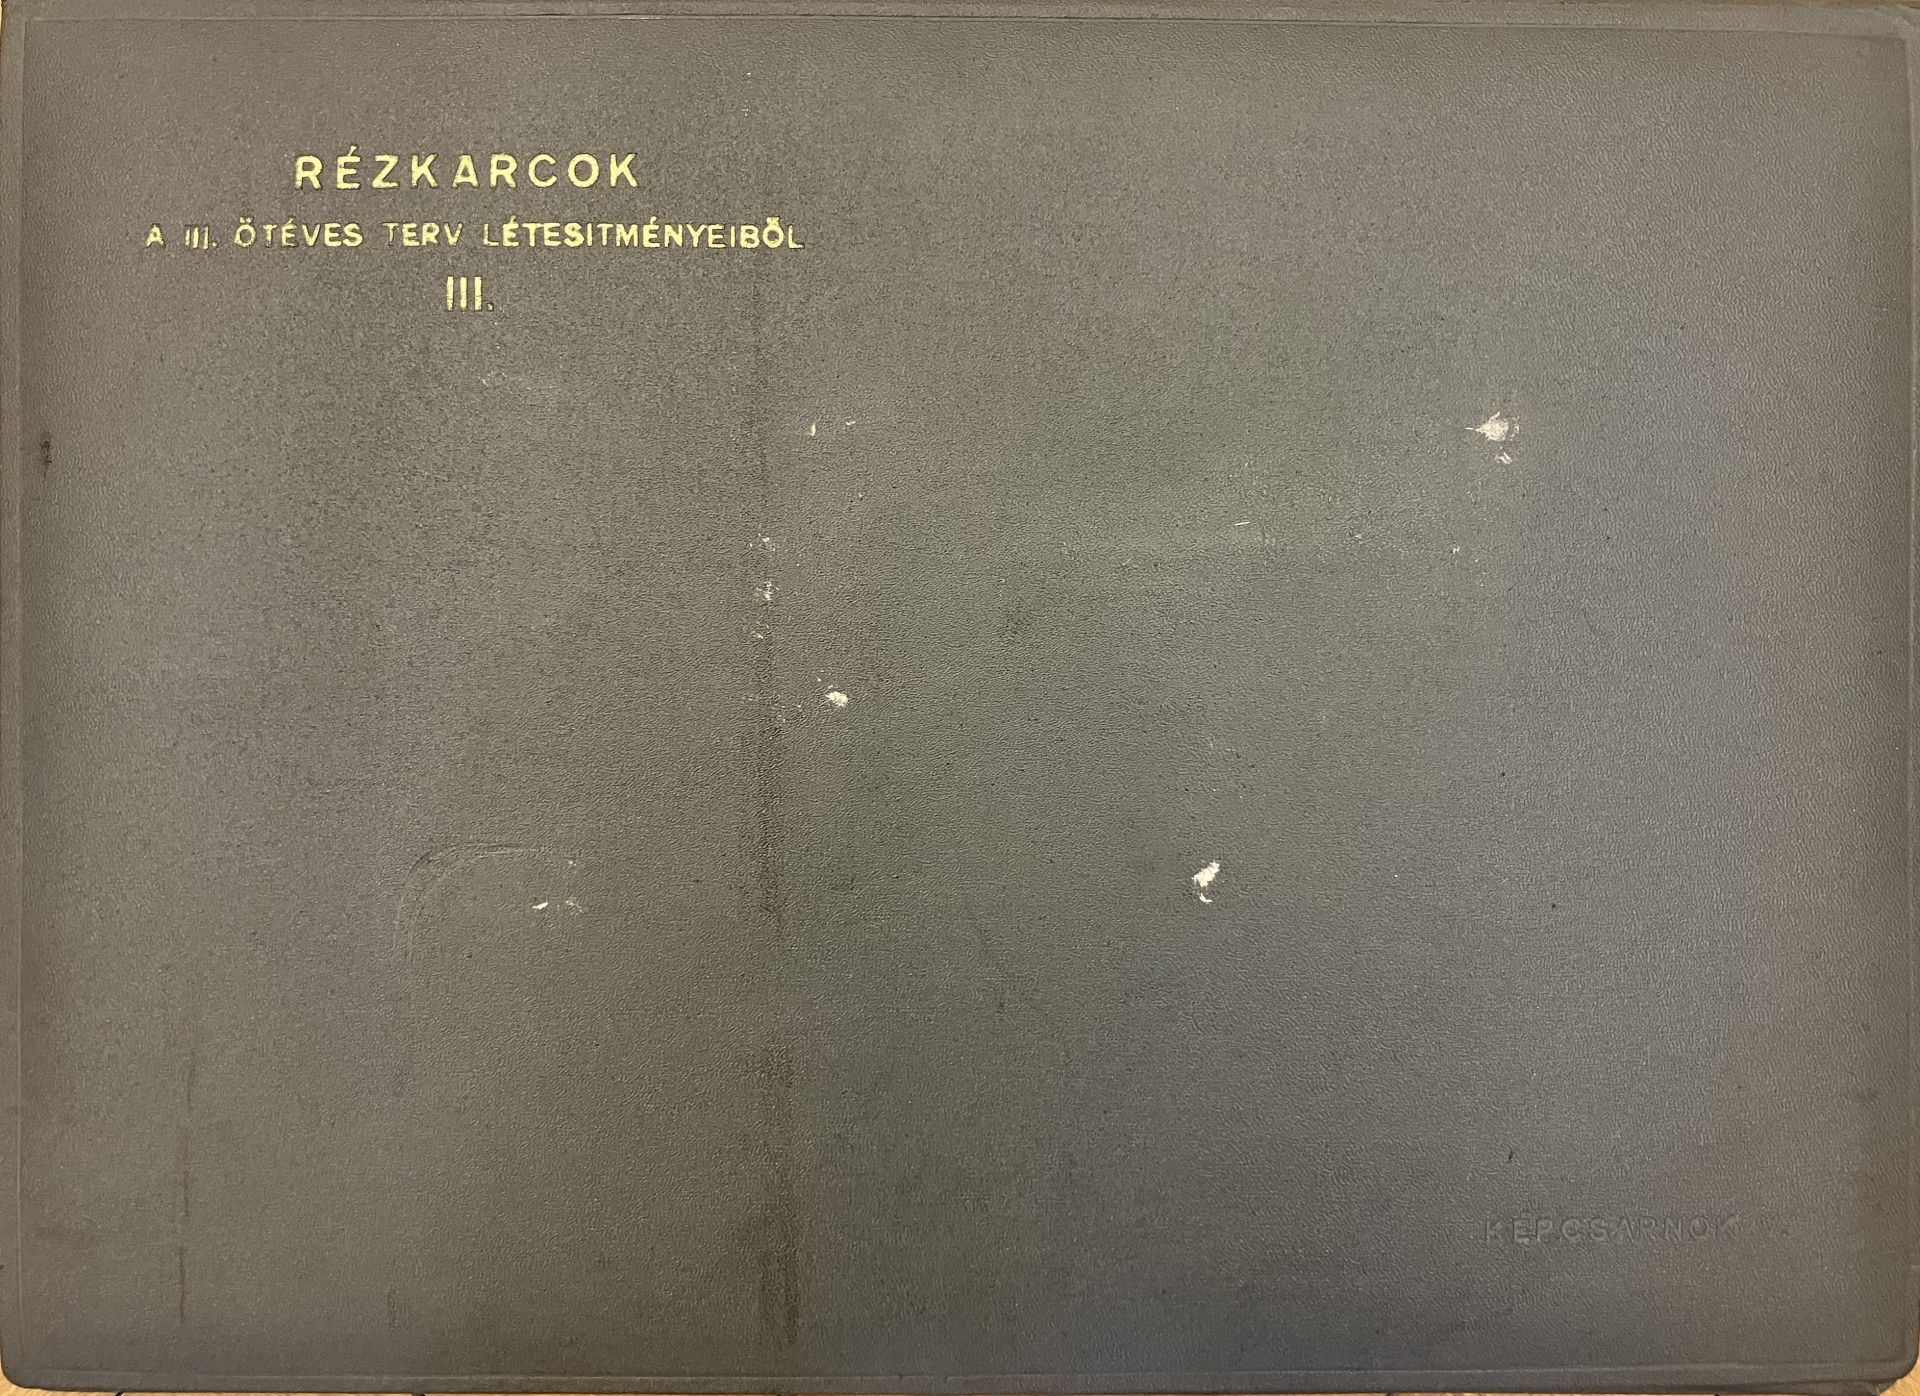 RÉZKARCOK
A III. ÖTÉVES TERV LÉTESITMÉNYEIBŐL
III.
KÉPCSARNOK V.